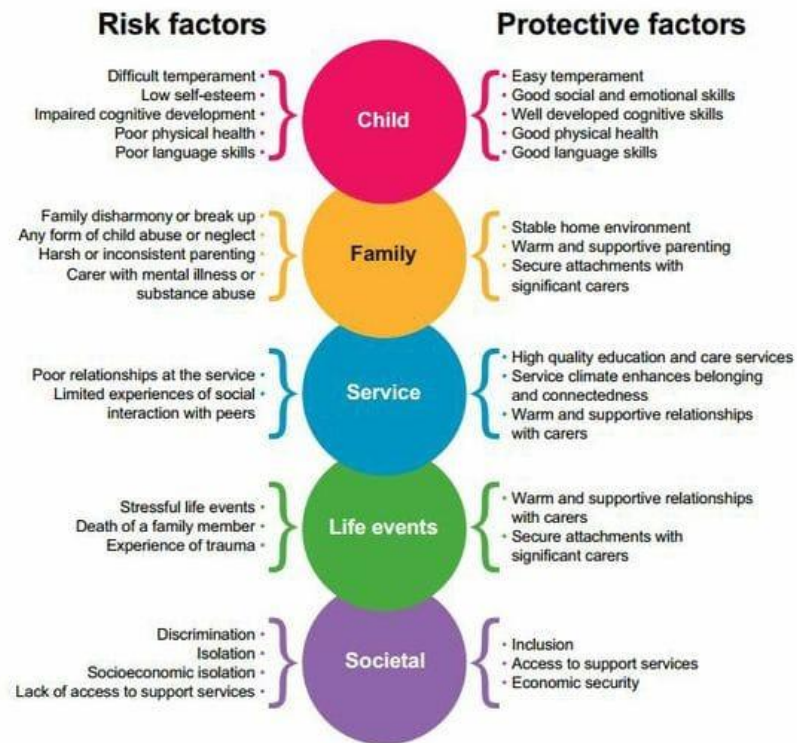 Risk factors
Protective factors
Difficult temperament •
Low self-esteem •
Impaired cognitive development •
Poor physical health •
Poor language skills •
Child
• Easy temperament
• Good social and emotional skills
• Well developed cognitive skills
• Good physical health
• Good language skills
Family disharmony or break up •
Any form of child abuse or neglect •
Harsh or inconsistent parenting •
Carer with mental illness or •
substance abuse
Family
• Stable home environment
• Warm and supportive parenting
• Secure attachments with
significant carers
Poor relationships at the service •
Limited experiences of social •
interaction with peers
Service
• High quality education and care services
• Service climate enhances belonging
and connectedness
• Warm and supportive relationships
with carers
Stressful life events •
Death of a family member •
Experience of trauma •
Life events
• Warm and supportive relationships
with carers
• Secure attachments with
significant carers
Discrimination •
Isolation •
Socioeconomic isolation •
Lack of access to support services •
Societal
• Inclusion
• Access to support services
• Economic security